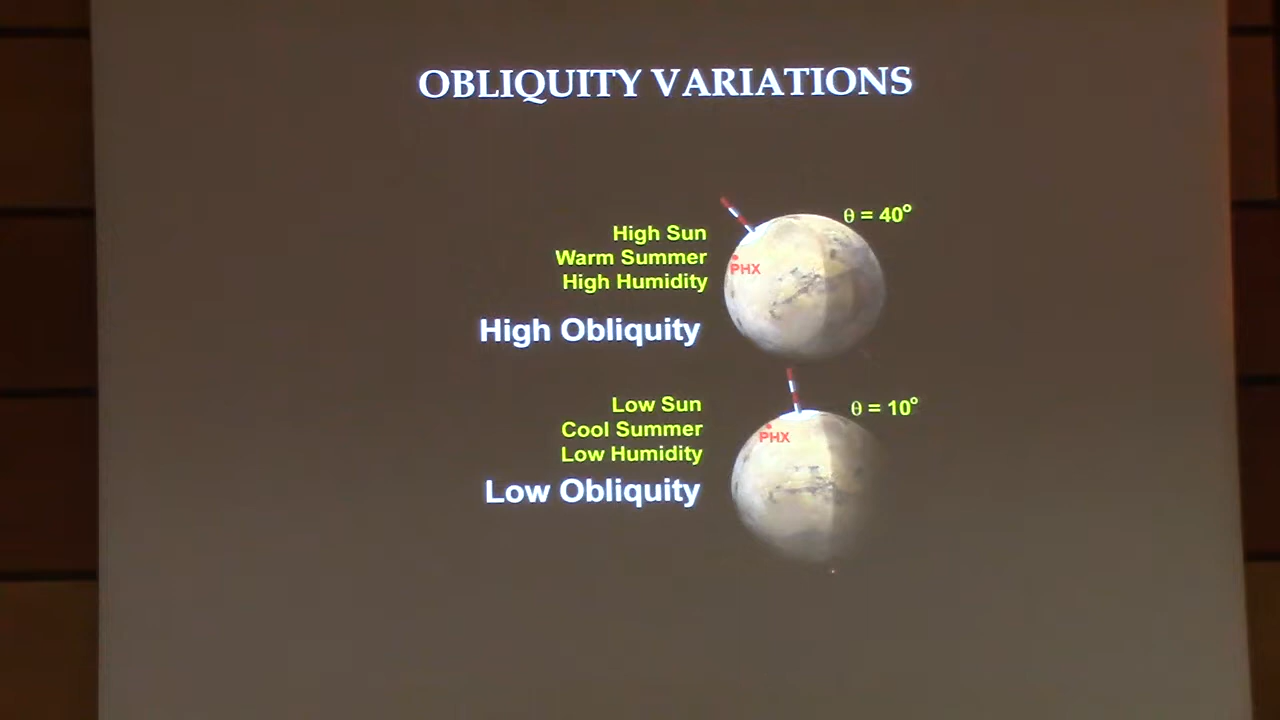 OBLIQUITY VARIATIONS
θ = 40°
High Sun
Warm Summer
PHX
High Humidity
High Obliquity
Low Sun
θ = 10°
Cool Summer
PHX
Low Humidity
Low Obliquity